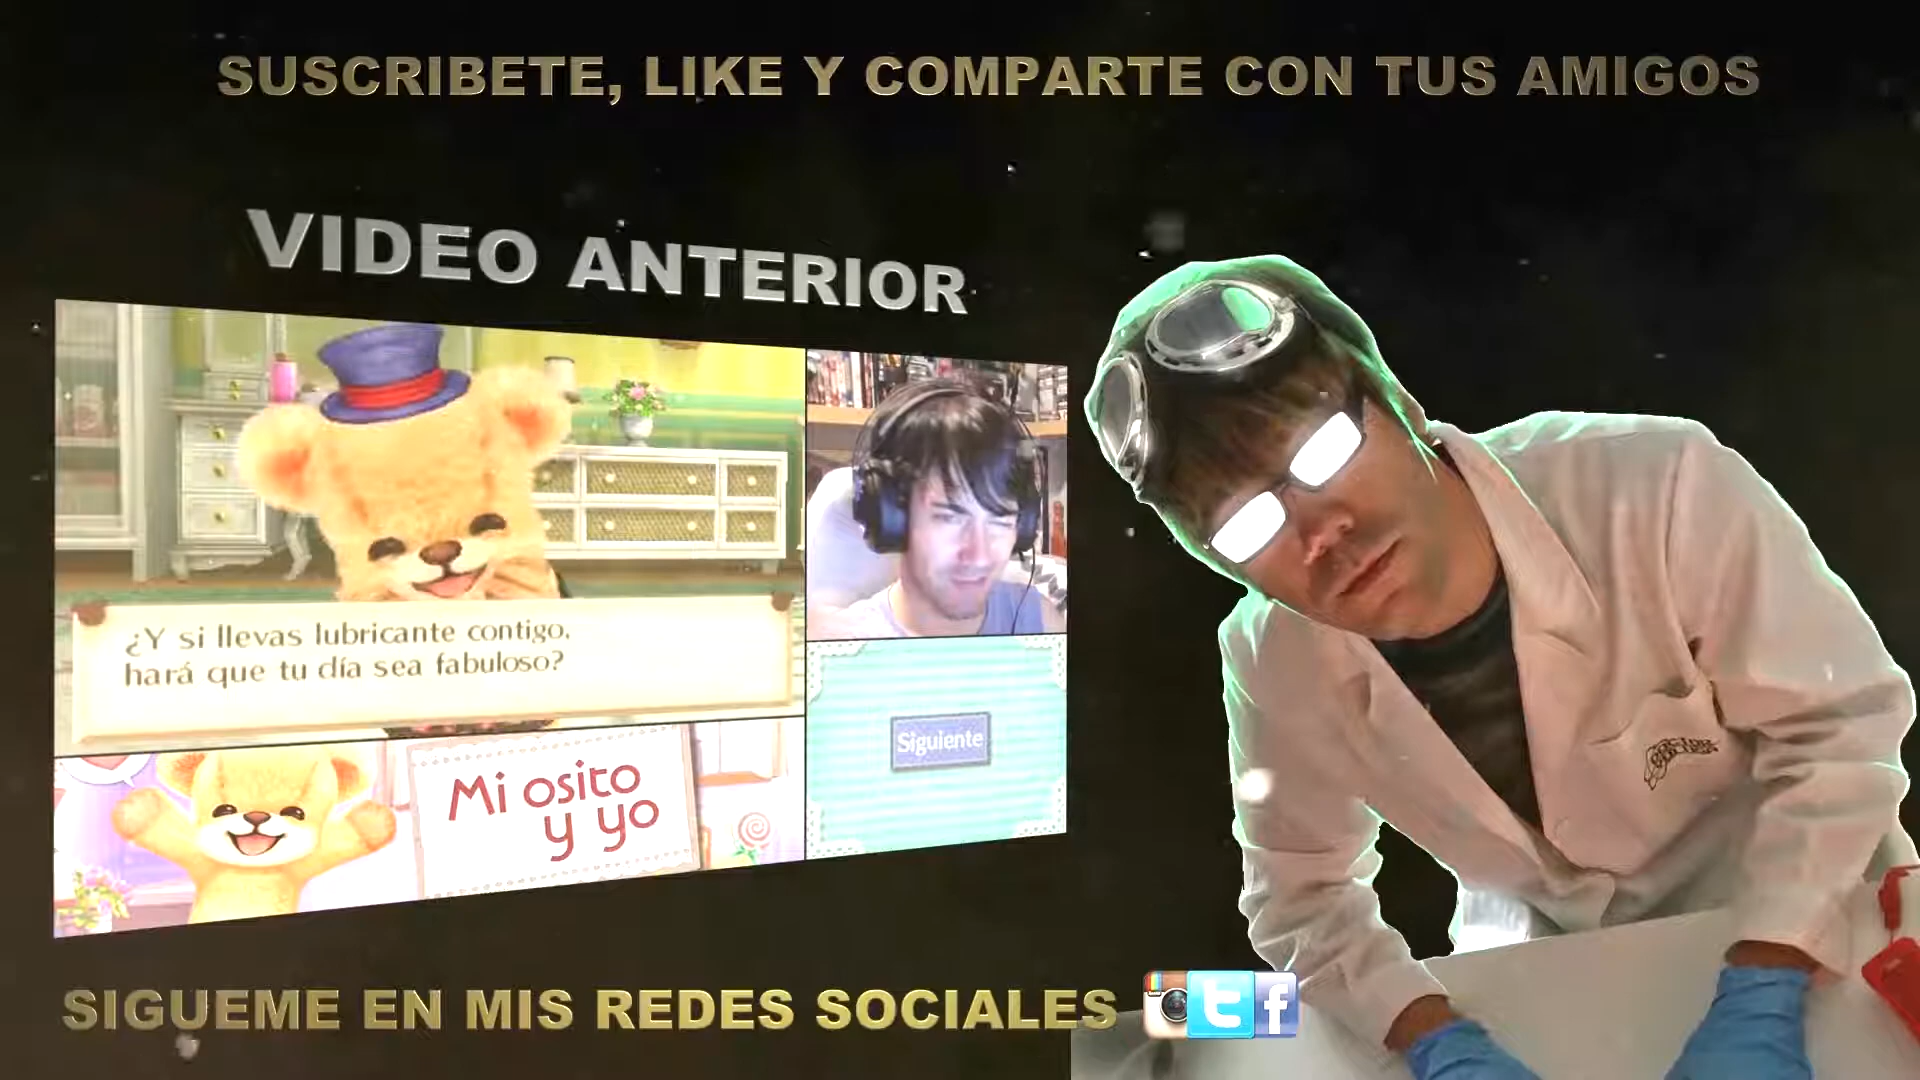 SUSCRIBETE, LIKE Y COMPARTE CON TUS AMIGOS
VIDEO ANTERIOR
¿Y si llevas lubricante contigo,
hará que tu día sea fabuloso?
Siguiente
Mi osito
y yo
SIGUEME EN MIS REDES SOCIALES